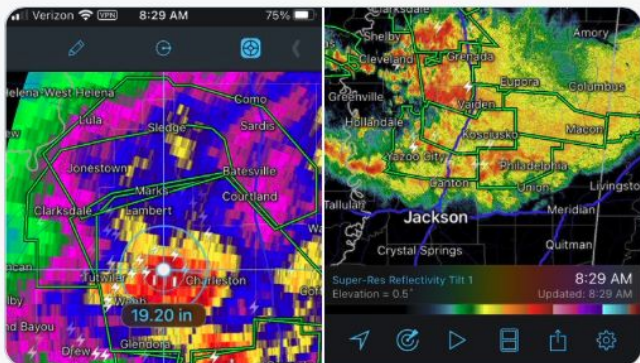 Verizon VPN 8:29 AM 75%
Helena-West Helena
Como
Lula
Sledge
Sardis
Jonestown
Batesville
Marks
Courtland
Clarksdale
Lambert
Tutwiler
Charleston
Webb
19.20 in
Glendora
nd Bayou
Drew
Clarksdale
Shelby
Amory
Cleveland
Grenada
Eupora
Columbus
Greenville
Vaiden
Hollandale
Kosciusko
Macon
Yazoo City
Philadelphia
Canton
Union
Livingsto
Tallulah
Jackson
Meridian
Crystal Springs
Quitman
Super-Res Reflectivity Tilt 1
8:29 AM
Elevation = 0.5°
Updated: 8:29 AM